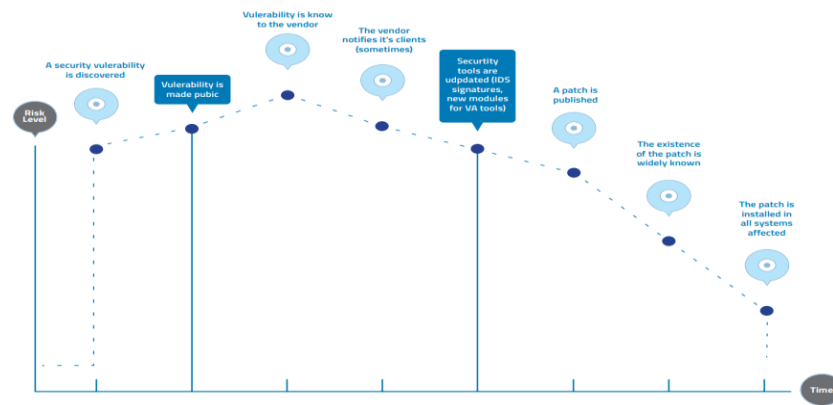 Vulerability is know
to the vendor
The vendor
notifies it's clients
(sometimes)
A security vulerability
is discovered
Vulerability is
made pubic
Securtity
tools are
udpdated (IDS
signatures,
new modules
for VA tools)
A patch is
published
The existence
of the patch is
widely known
The patch is
installed in
all systems
affected
Risk
Level
Time